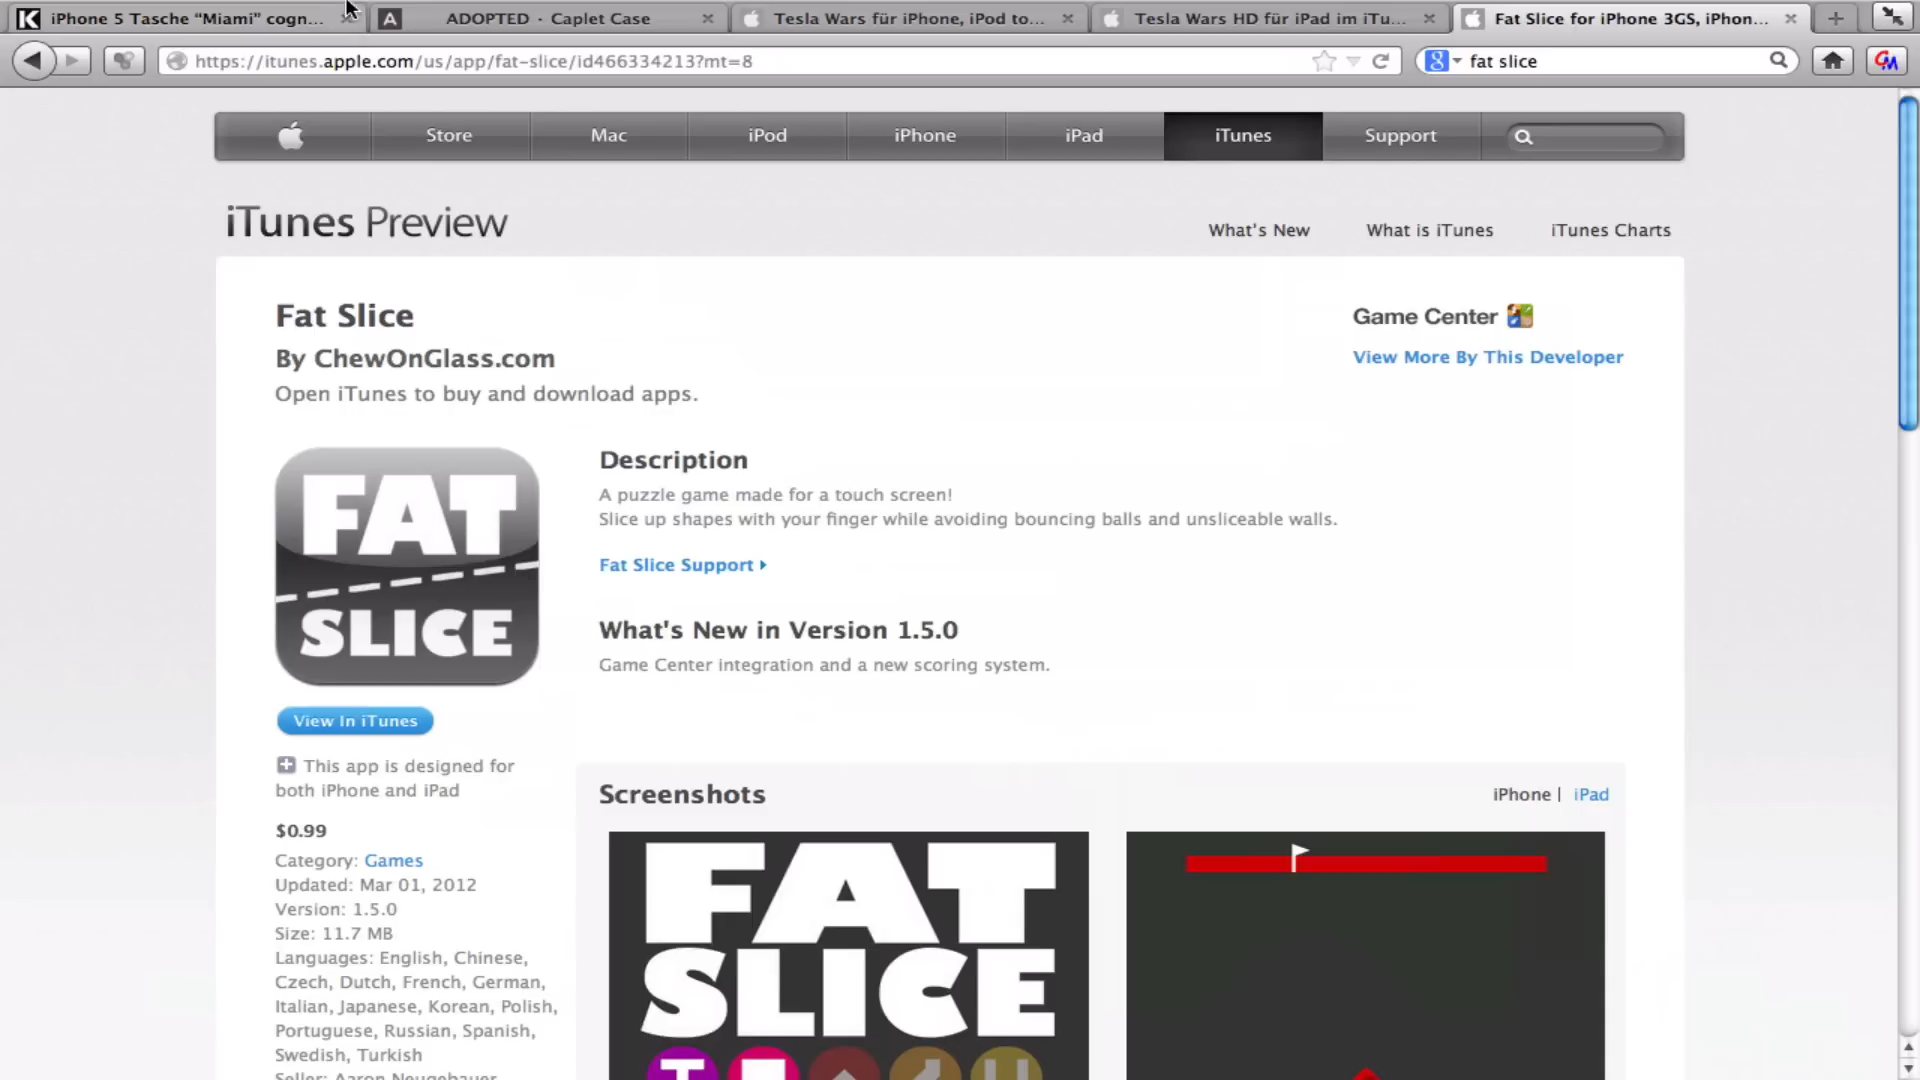 iPhone 5 Tasche “Miami” cogn...
A
ADOPTED · Caplet Case
Tesla Wars für iPhone, iPod to...
Tesla Wars HD für iPad im iTu...
Fat Slice for iPhone 3GS, iPhon...
https://itunes.apple.com/us/app/fat-slice/id466334213?mt=8
fat slice
Store
Mac
iPod
iPhone
iPad
iTunes
Support
iTunes Preview
What's New
What is iTunes
iTunes Charts
Fat Slice
By ChewOnGlass.com
Open iTunes to buy and download apps.
Game Center
View More By This Developer
FAT
SLICE
View In iTunes
This app is designed for
both iPhone and iPad
$0.99
Category: Games
Updated: Mar 01, 2012
Version: 1.5.0
Size: 11.7 MB
Languages: English, Chinese,
Czech, Dutch, French, German,
Italian, Japanese, Korean, Polish,
Portuguese, Russian, Spanish,
Swedish, Turkish
Seller: Aaron Neugebauer
Description
A puzzle game made for a touch screen!
Slice up shapes with your finger while avoiding bouncing balls and unsliceable walls.
Fat Slice Support
What's New in Version 1.5.0
Game Center integration and a new scoring system.
Screenshots
iPhone | iPad
FAT
SLICE